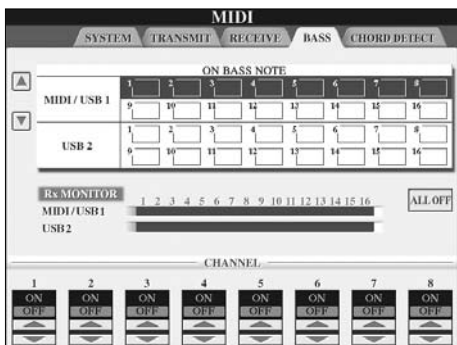 MIDI
SYSTEM TRANSMIT RECEIVE BASS CHORD DETECT
ON BASS NOTE
MIDI / USB 1
1 2 3 4 5 6 7 8
9 10 11 12 13 14 15 16
USB 2
1 2 3 4 5 6 7 8
9 10 11 12 13 14 15 16
Rx MONITOR
1 2 3 4 5 6 7 8 9 10 11 12 13 14 15 16
ALL OFF
MIDI / USB1
USB2
CHANNEL
1 2 3 4 5 6 7 8
ON ON ON ON ON ON ON ON
OFF OFF OFF OFF OFF OFF OFF OFF